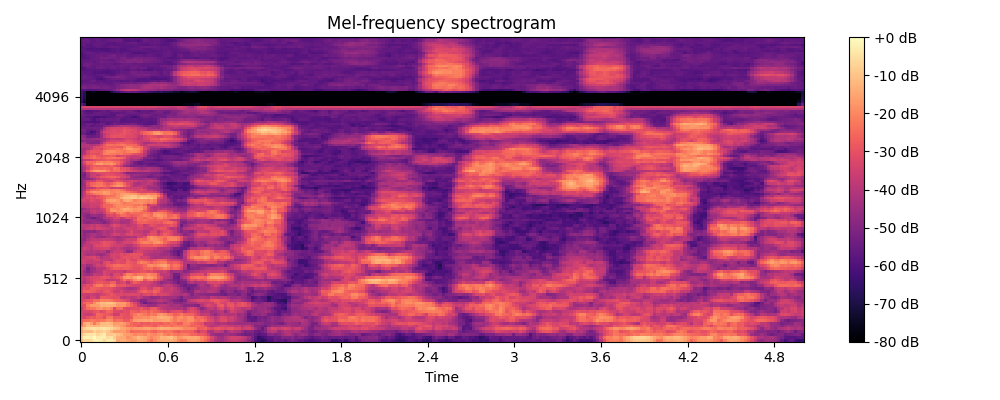 Mel-frequency spectrogram
+0 dB
-10 dB
4096
-20 dB
2048
-30 dB
Hz
-40 dB
1024
-50 dB
512
-60 dB
-70 dB
0
-80 dB
0 0.6 1.2 1.8 2.4 3 3.6 4.2 4.8
Time